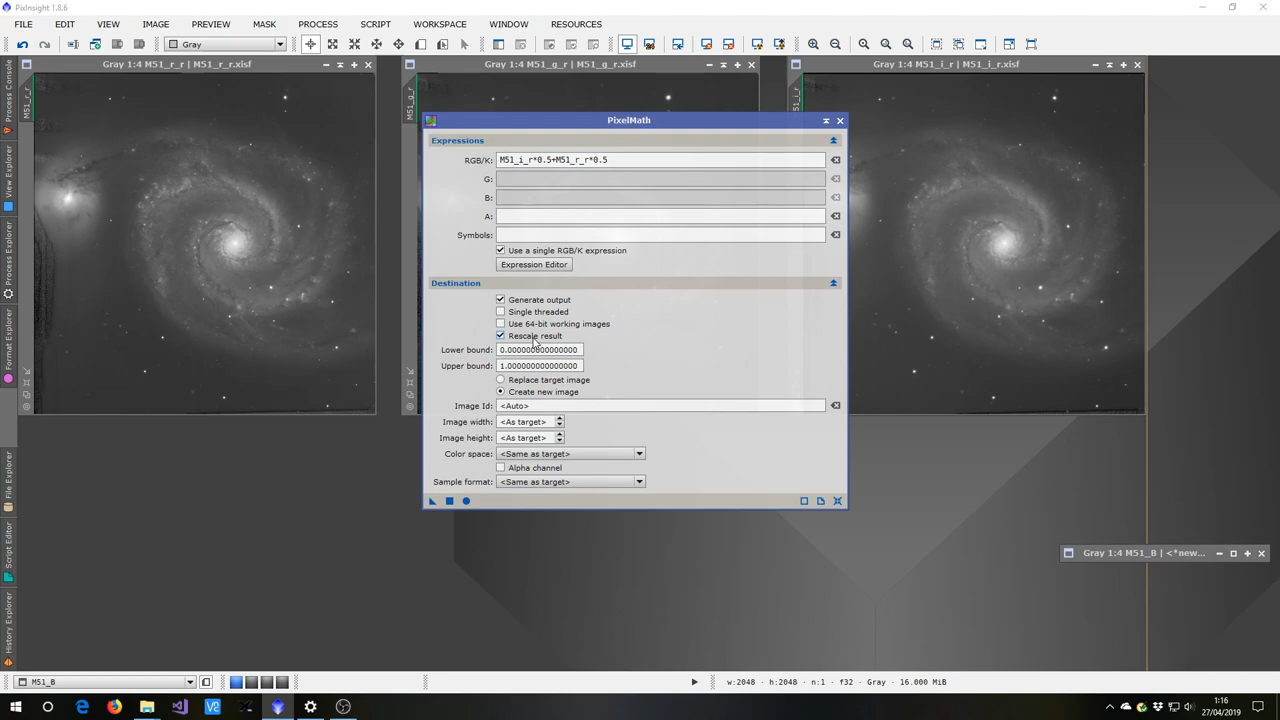 PixInsight 1.8.6
FILE EDIT VIEW IMAGE PREVIEW MASK PROCESS SCRIPT WORKSPACE WINDOW RESOURCES
Gray
Process Console
View Explorer
Process Explorer
Format Explorer
File Explorer
Script Editor
History Explorer
Gray 1:4 M51_r_r | M51_r_r.xisf
M51_r_r
Gray 1:4 M51_g_r | M51_g_r.xisf
M51_g_r
Gray 1:4 M51_i_r | M51_i_r.xisf
M51_i_r
PixelMath
Expressions
RGB/K: M51_i_r*0.5+M51_r_r*0.5
G:
B:
A:
Symbols:
Use a single RGB/K expression
Expression Editor
Destination
Generate output
Single threaded
Use 64-bit working images
Rescale result
Lower bound: 0.000000000000000
Upper bound: 1.000000000000000
Replace target image
Create new image
Image Id: <Auto>
Image width: <As target>
Image height: <As target>
Color space: <Same as target>
Alpha channel
Sample format: <Same as target>
Gray 1:4 M51_B | <*new...
M51_B
w:2048 · h:2048 · n:1 · f32 · Gray · 16.000 MiB
1:16
27/04/2019